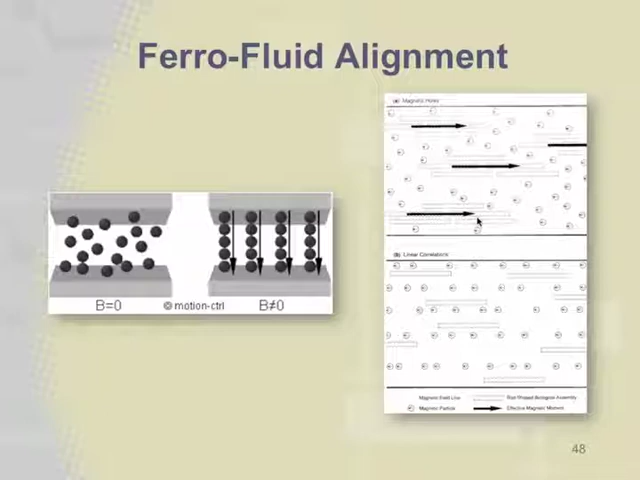 Ferro-Fluid Alignment
B=0
© motion-ctrl
B≠0
(a) Magnetic Holes
(b) Linear Correlations
Magnetic Field Line
Rod Shaped Biological Assembly
Magnetic Particle
Effective Magnetic Moment
48